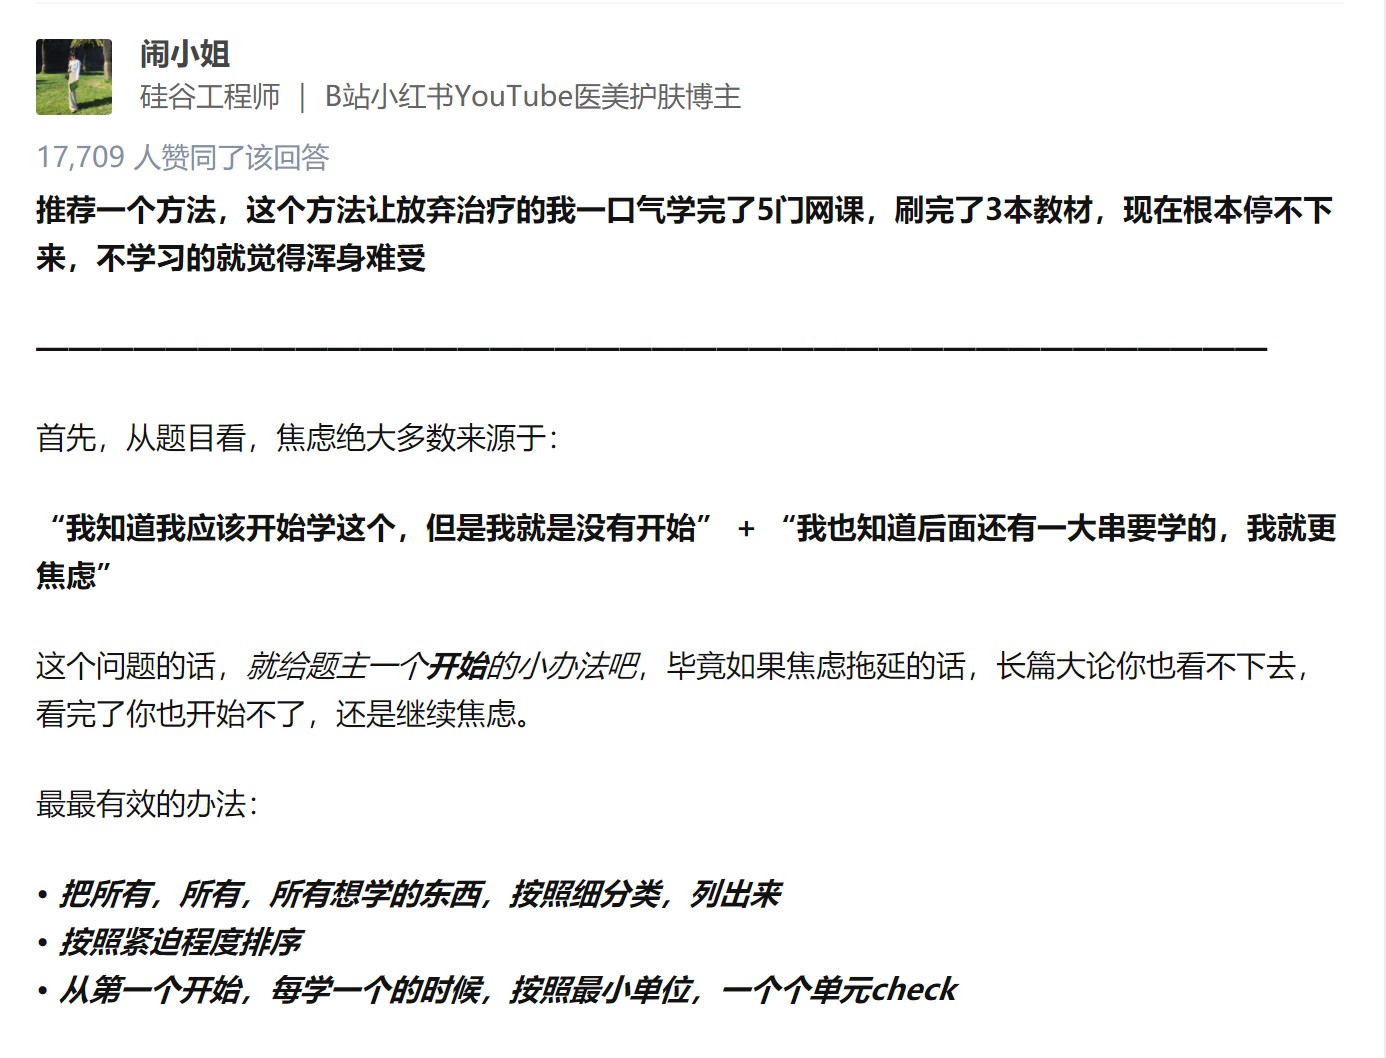 闹小姐
硅谷工程师 | B站小红书YouTube医美护肤博主
17,709 人赞同了该回答
推荐一个方法，这个方法让放弃治疗的我一口气学完了5门网课，刷完了3本教材，现在根本停不下
来，不学习的就觉得浑身难受
——————————————————————————————————————
首先，从题目看，焦虑绝大多数来源于：
“我知道我应该开始学这个，但是我就是没有开始” + “我也知道后面还有一大串要学的，我就更
焦虑”
这个问题的话，就给题主一个开始的小办法吧，毕竟如果焦虑拖延的话，长篇大论你也看不下去，
看完了你也开始不了，还是继续焦虑。
最最有效的办法：
• 把所有，所有，所有想学的东西，按照细分类，列出来
• 按照紧迫程度排序
• 从第一个开始，每学一个的时候，按照最小单位，一个个单元check